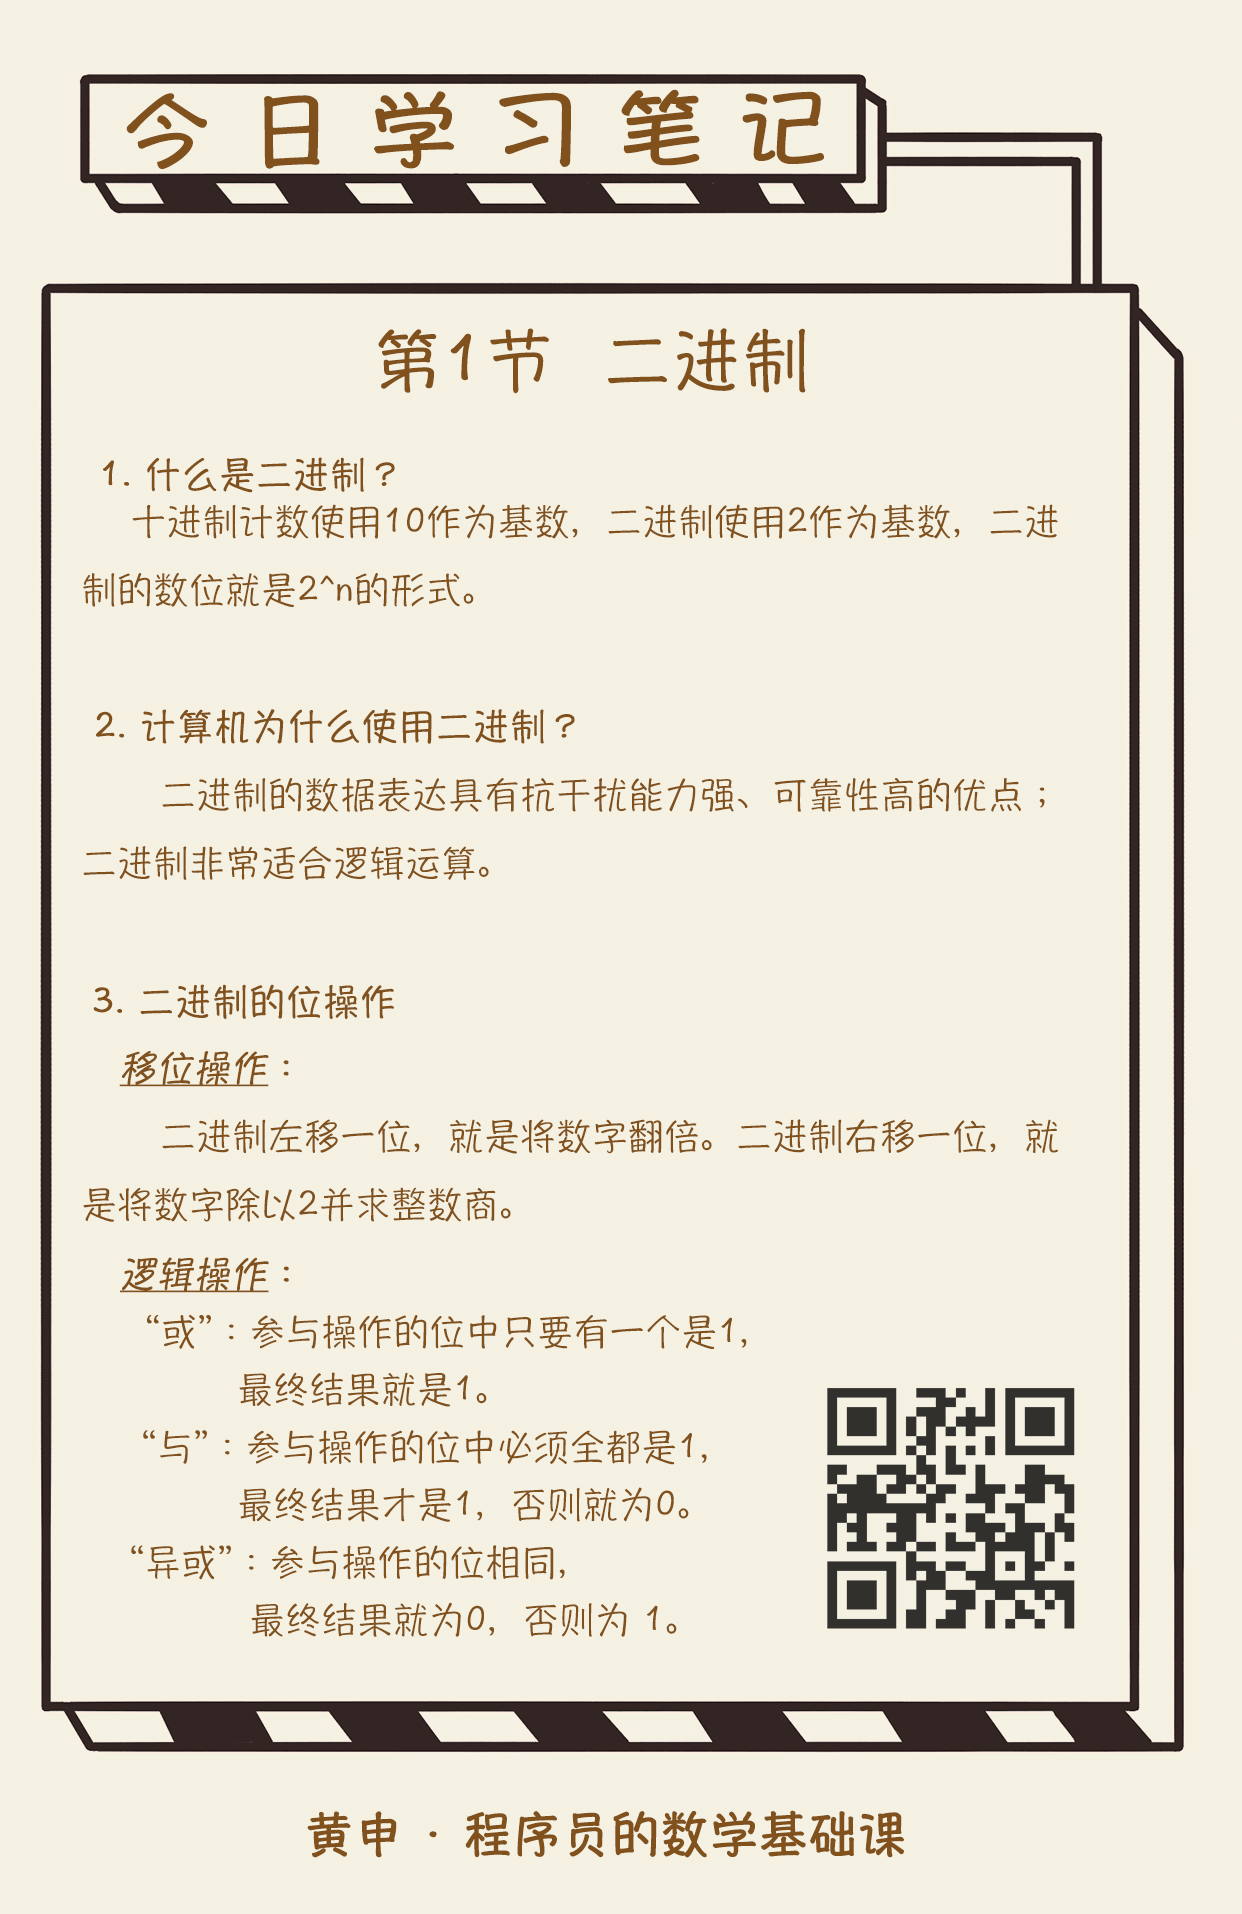 今日学习笔记
第1节 二进制
1. 什么是二进制？
十进制计数使用10作为基数，二进制使用2作为基数，二进
制的数位就是2^n的形式。
2. 计算机为什么使用二进制？
二进制的数据表达具有抗干扰能力强、可靠性高的优点；
二进制非常适合逻辑运算。
3. 二进制的位操作
移位操作：
二进制左移一位，就是将数字翻倍。二进制右移一位，就
是将数字除以2并求整数商。
逻辑操作：
“或”：参与操作的位中只要有一个是1，
最终结果就是1。
“与”：参与操作的位中必须全都是1，
最终结果才是1，否则就为0。
“异或”：参与操作的位相同，
最终结果就为0，否则为 1。
黄申 · 程序员的数学基础课